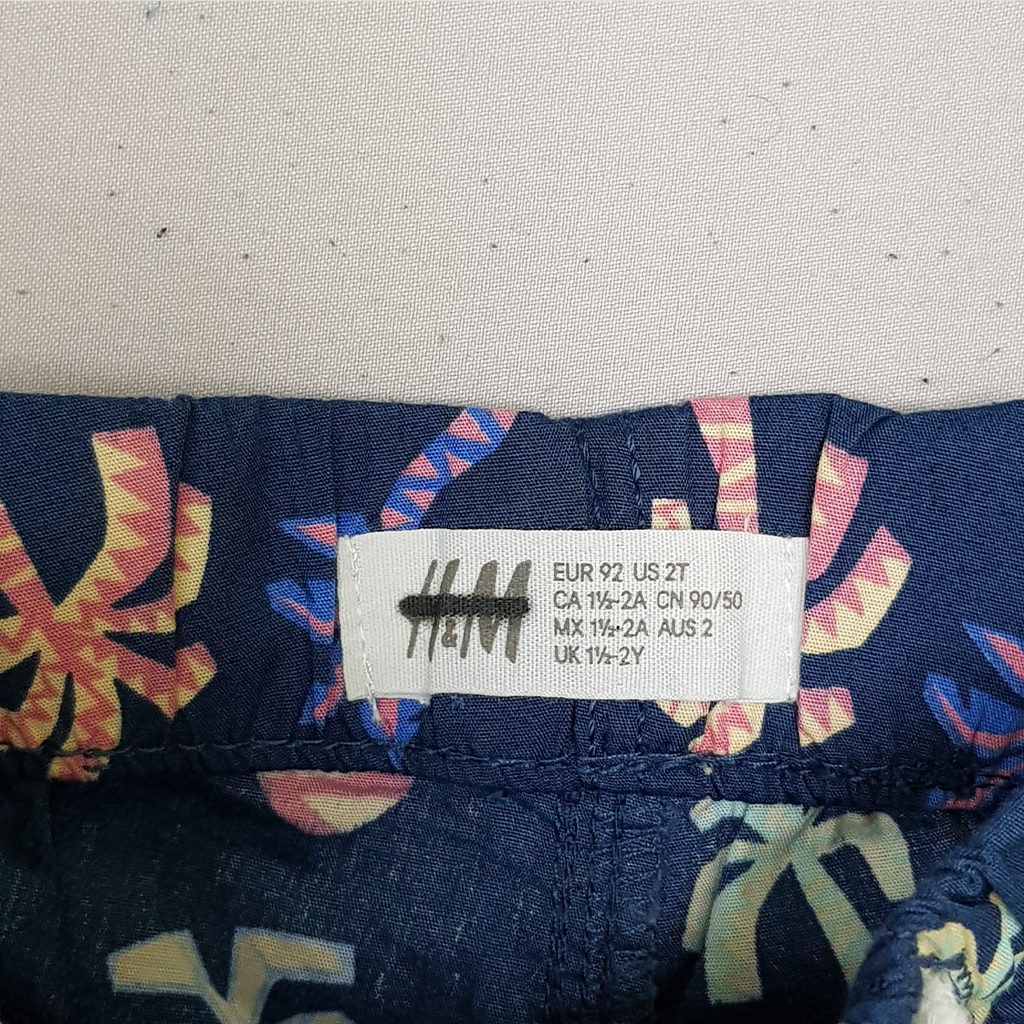 H&M
EUR 92 US 2T
CA 1½-2A CN 90/50
MX 1½-2A AUS 2
UK 1½-2Y